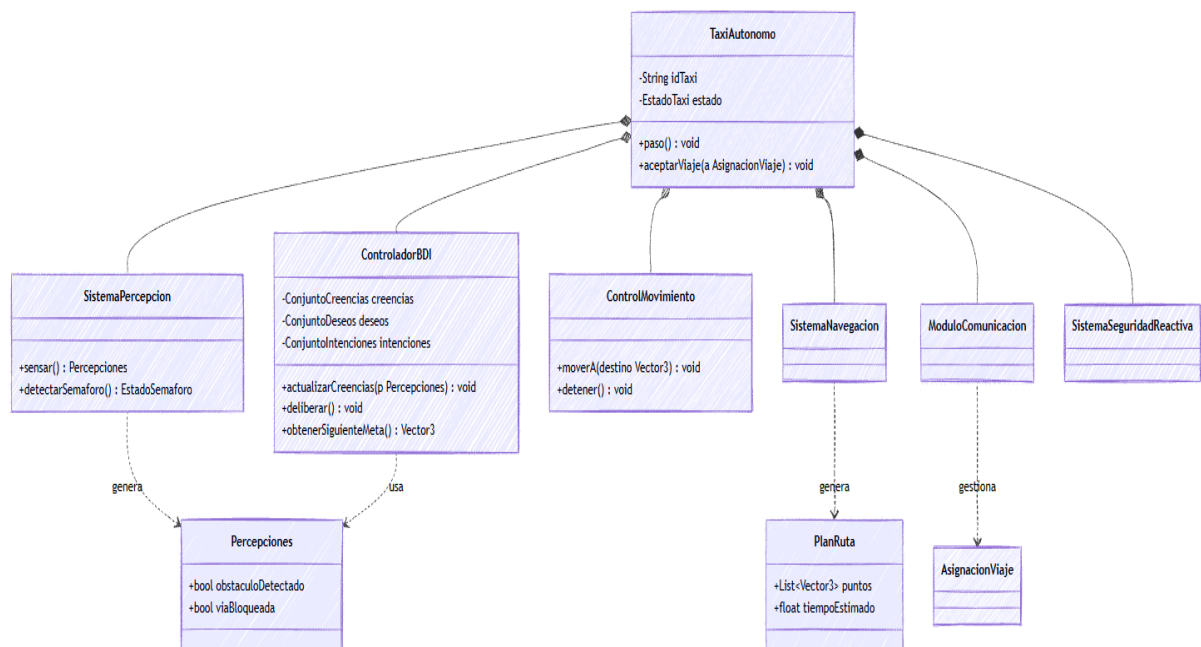 TaxiAutonomo
-String idTaxi
-EstadoTaxi estado
+paso() : void
+aceptarViaje(a AsignacionViaje) : void
SistemaPercepcion
+sensar() : Percepciones
+detectarSemaforo() : EstadoSemaforo
ControladorBDI
-ConjuntoCreencias creencias
-ConjuntoDeseos deseos
-ConjuntoIntenciones intenciones
+actualizarCreencias(p Percepciones) : void
+deliberar() : void
+obtenerSiguienteMeta() : Vector3
ControlMovimiento
+moverA(destino Vector3) : void
+detener() : void
SistemaNavegacion
ModuloComunicacion
SistemaSeguridadReactiva
genera
usa
genera
gestiona
Percepciones
+bool obstaculoDetectado
+bool viaBloqueada
PlanRuta
+List<Vector3> puntos
+float tiempoEstimado
AsignacionViaje